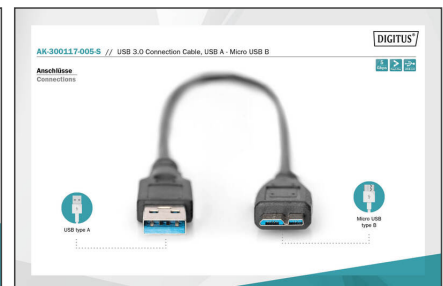 DIGITUS®
AK-300117-005-S // USB 3.0 Connection Cable, USB A - Micro USB B
Anschlüsse
Connections
USB type A
Micro USB
type B